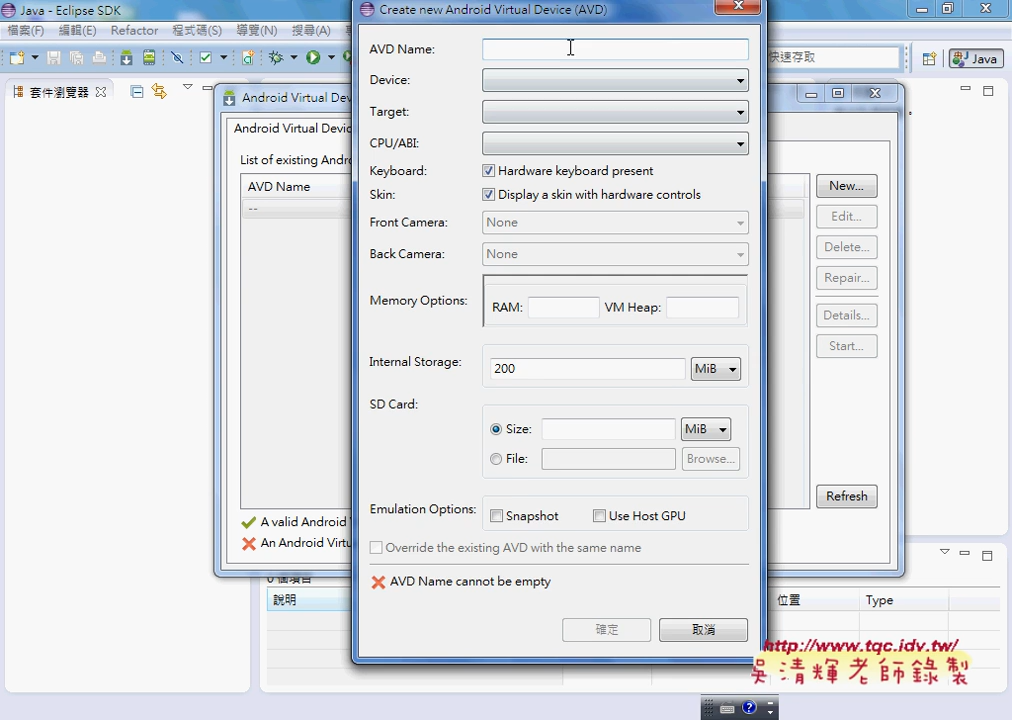 Java - Eclipse SDK
檔案(F) 編輯(E) Refactor 程式碼(S) 導覽(N) 搜尋(A)
快速存取
Java
套件瀏覽器
Android Virtual Dev
Android Virtual Devic
List of existing Andro
AVD Name
--
New...
Edit...
Delete...
Repair...
Details...
Start...
Refresh
A valid Android V
An Android Virtu
Create new Android Virtual Device (AVD)
AVD Name:
Device:
Target:
CPU/ABI:
Keyboard: Hardware keyboard present
Skin: Display a skin with hardware controls
Front Camera: None
Back Camera: None
Memory Options: RAM: VM Heap:
Internal Storage: 200 MiB
SD Card:
Size: MiB
File: Browse...
Emulation Options: Snapshot Use Host GPU
Override the existing AVD with the same name
AVD Name cannot be empty
確定 取消
0 個項目
說明 位置 Type
http://www.tqc.idv.tw/
吳清輝老師錄製